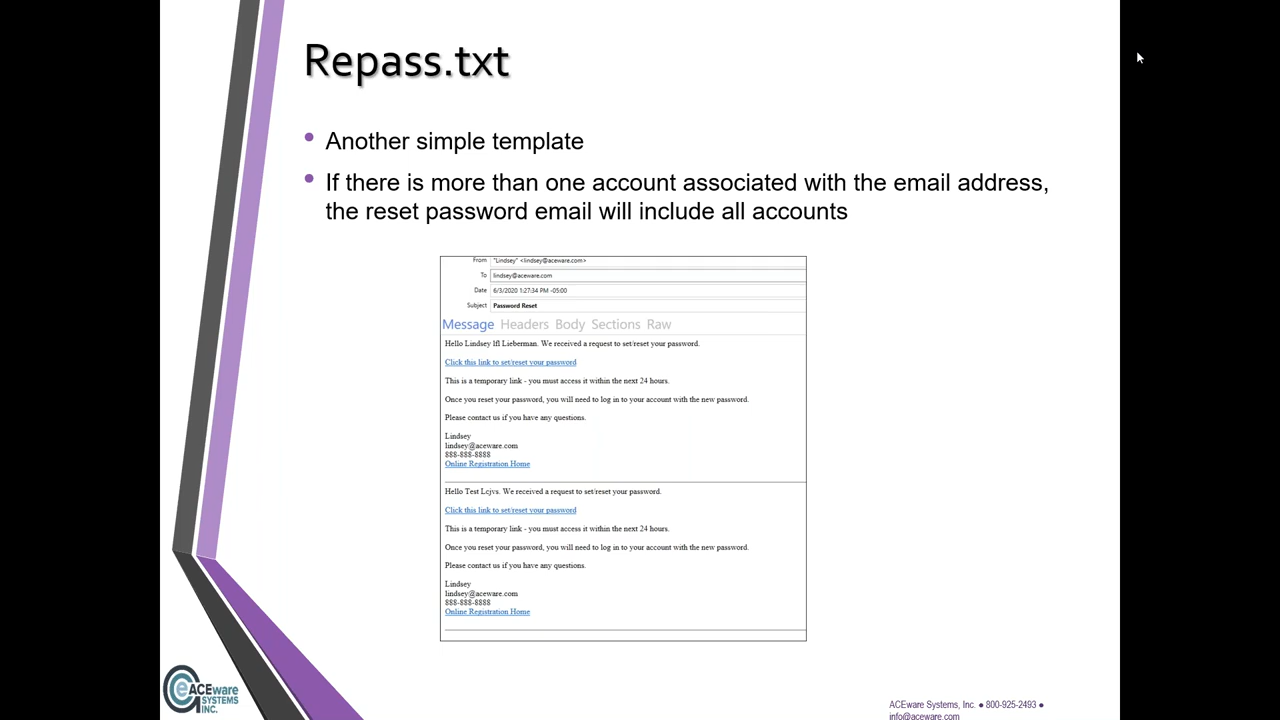 Repass.txt
• Another simple template
• If there is more than one account associated with the email address,
the reset password email will include all accounts
From "Lindsey" <lindsey@aceware.com>
To lindsey@aceware.com
Date 6/3/2020 1:27:34 PM -05:00
Subject Password Reset
Message Headers Body Sections Raw
Hello Lindsey lfl Lieberman. We received a request to set/reset your password.
Click this link to set/reset your password
This is a temporary link - you must access it within the next 24 hours.
Once you reset your password, you will need to log in to your account with the new password.
Please contact us if you have any questions.
Lindsey
lindsey@aceware.com
888-888-8888
Online Registration Home
Hello Test Lcjvs. We received a request to set/reset your password.
Click this link to set/reset your password
This is a temporary link - you must access it within the next 24 hours.
Once you reset your password, you will need to log in to your account with the new password.
Please contact us if you have any questions.
Lindsey
lindsey@aceware.com
888-888-8888
Online Registration Home
ACEware
SYSTEMS
INC.
ACEware Systems, Inc. ● 800-925-2493 ●
info@aceware.com